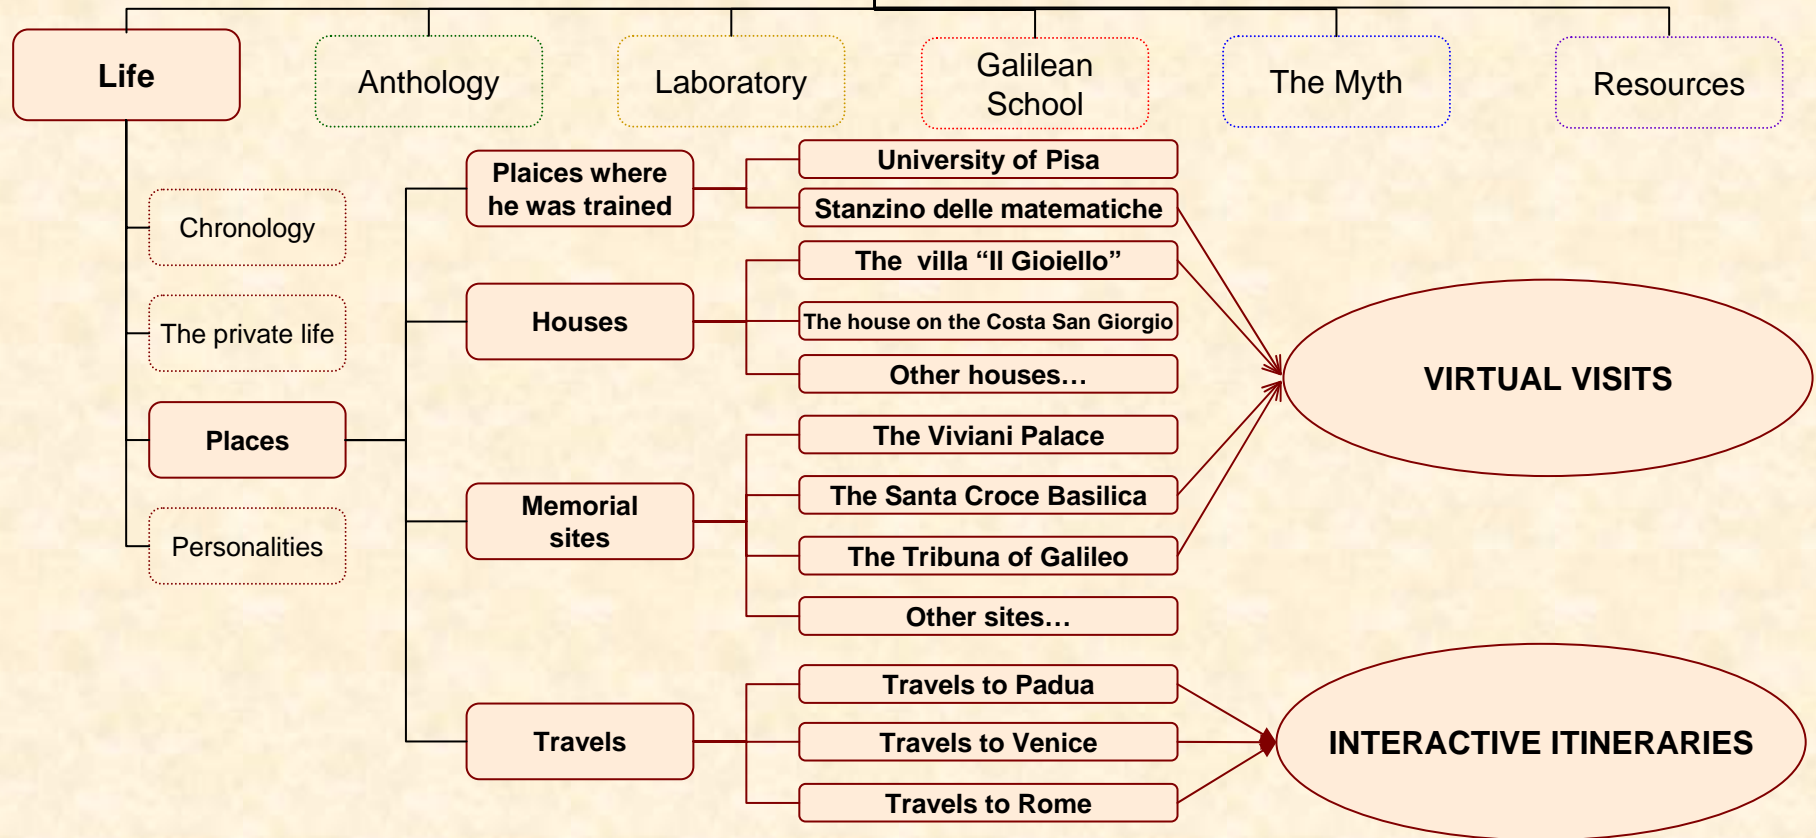 Life
Anthology
Laboratory
Galilean
School
The Myth
Resources
Chronology
The private life
Places
Personalities
Plaices where
he was trained
Houses
Memorial
sites
Travels
University of Pisa
Stanzino delle matematiche
The villa “Il Gioiello”
The house on the Costa San Giorgio
Other houses…
The Viviani Palace
The Santa Croce Basilica
The Tribuna of Galileo
Other sites…
Travels to Padua
Travels to Venice
Travels to Rome
VIRTUAL VISITS
INTERACTIVE ITINERARIES